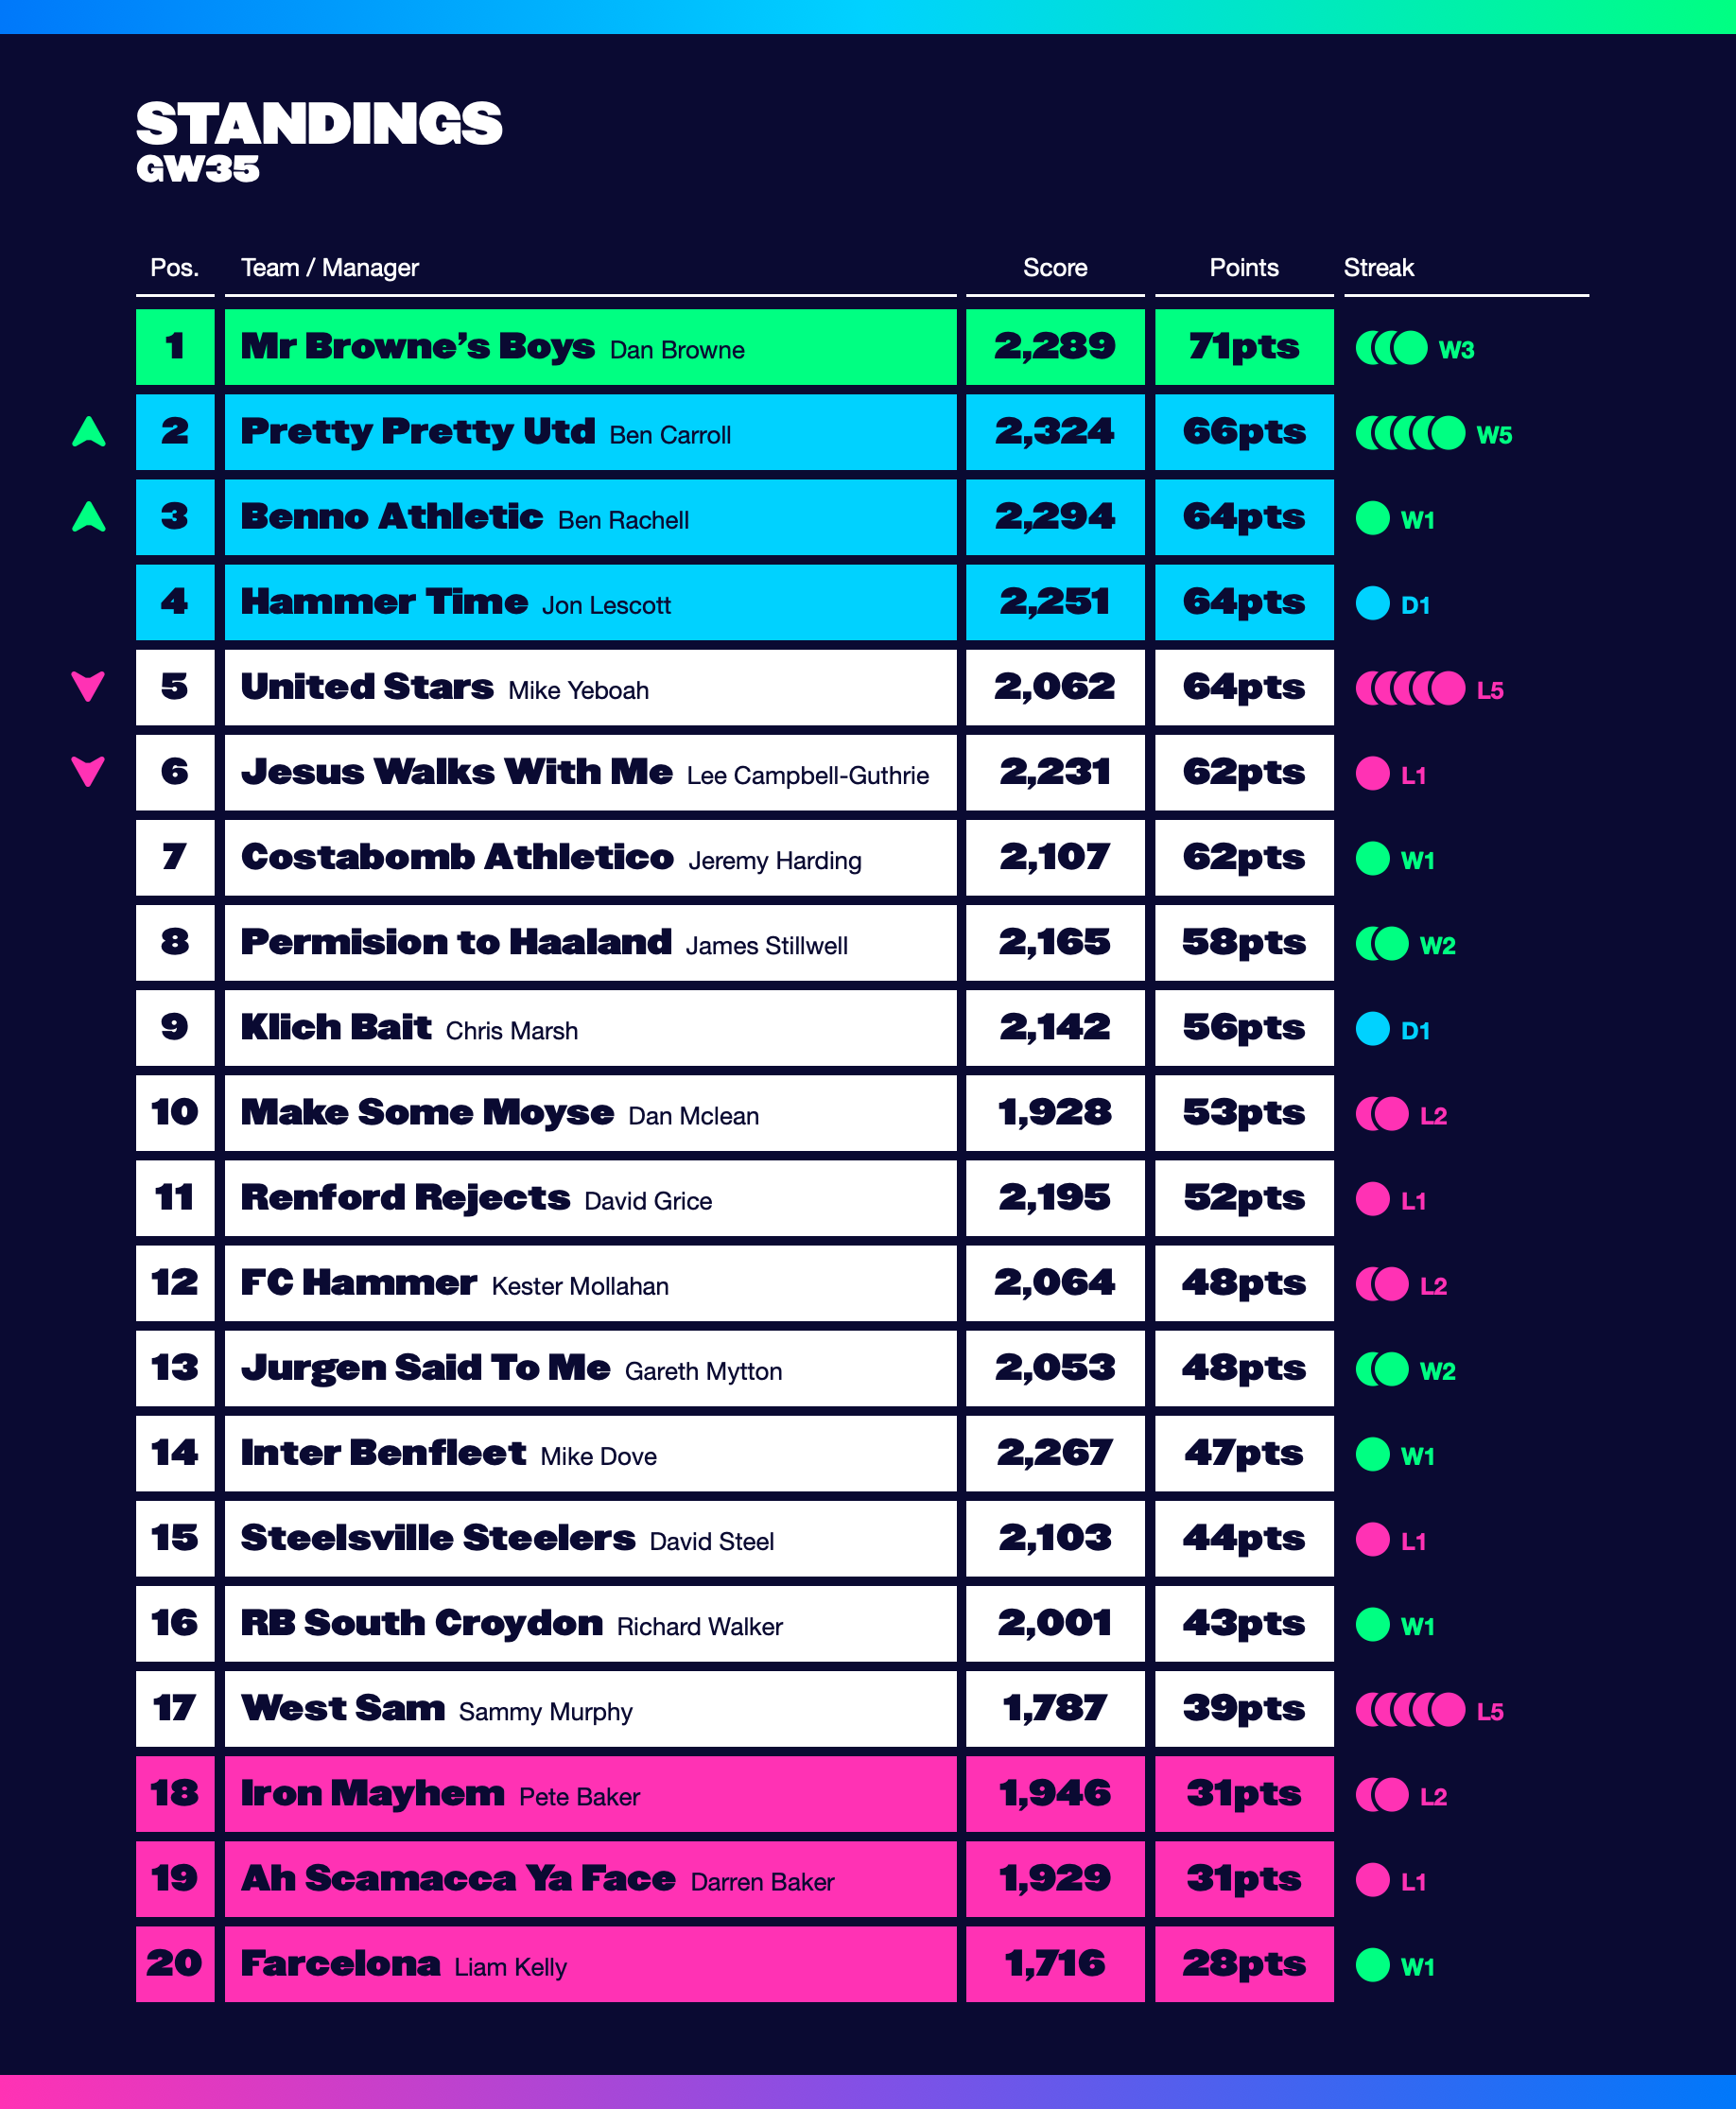 STANDINGS
GW35
Pos. Team / Manager Score Points Streak
1 Mr Browne’s Boys Dan Browne 2,289 71pts W3
2 Pretty Pretty Utd Ben Carroll 2,324 66pts W5
3 Benno Athletic Ben Rachell 2,294 64pts W1
4 Hammer Time Jon Lescott 2,251 64pts D1
5 United Stars Mike Yeboah 2,062 64pts L5
6 Jesus Walks With Me Lee Campbell-Guthrie 2,231 62pts L1
7 Costabomb Athletico Jeremy Harding 2,107 62pts W1
8 Permision to Haaland James Stillwell 2,165 58pts W2
9 Klich Bait Chris Marsh 2,142 56pts D1
10 Make Some Moyse Dan Mclean 1,928 53pts L2
11 Renford Rejects David Grice 2,195 52pts L1
12 FC Hammer Kester Mollahan 2,064 48pts L2
13 Jurgen Said To Me Gareth Mytton 2,053 48pts W2
14 Inter Benfleet Mike Dove 2,267 47pts W1
15 Steelsville Steelers David Steel 2,103 44pts L1
16 RB South Croydon Richard Walker 2,001 43pts W1
17 West Sam Sammy Murphy 1,787 39pts L5
18 Iron Mayhem Pete Baker 1,946 31pts L2
19 Ah Scamacca Ya Face Darren Baker 1,929 31pts L1
20 Farcelona Liam Kelly 1,716 28pts W1